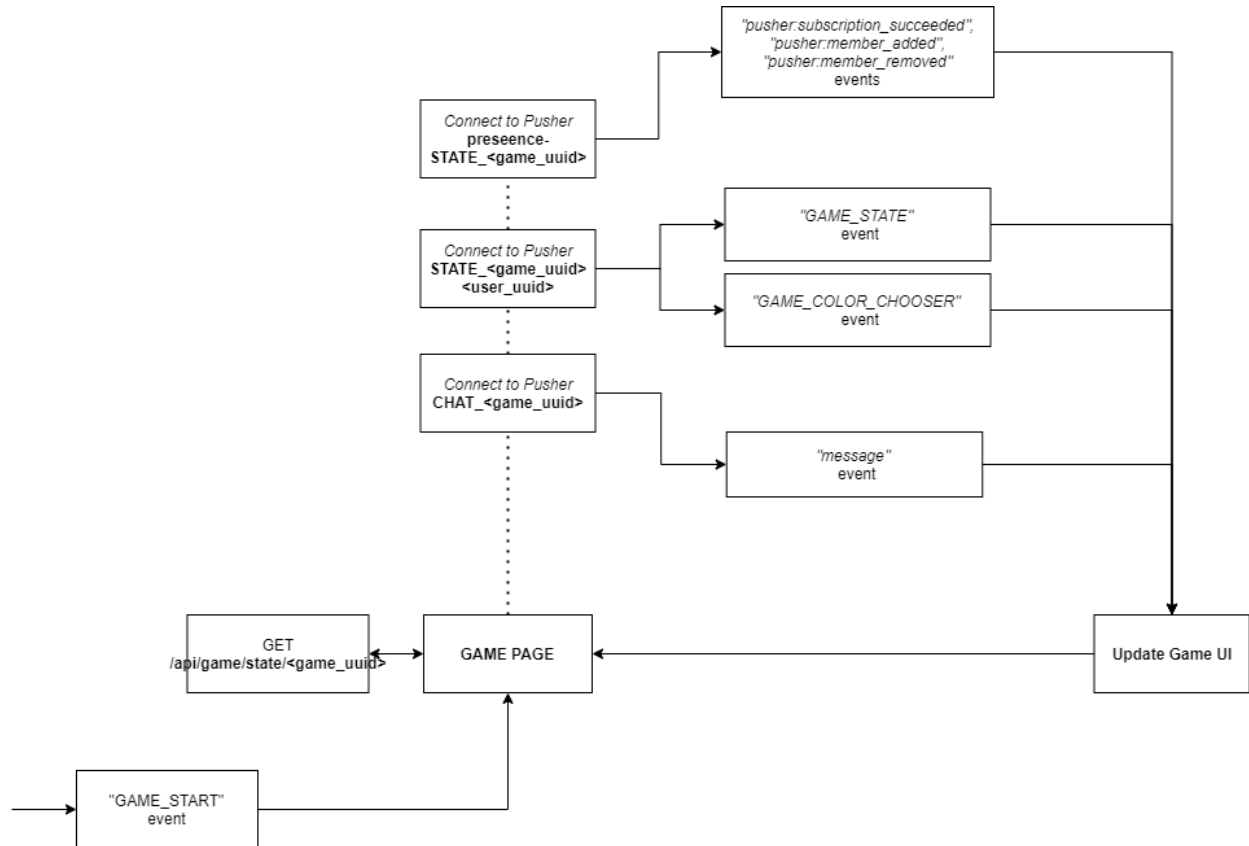 "pusher:subscription_succeeded",
"pusher:member_added",
"pusher:member_removed"
events
Connect to Pusher
preseence-
STATE_<game_uuid>
"GAME_STATE"
event
Connect to Pusher
STATE_<game_uuid>
<user_uuid>
"GAME_COLOR_CHOOSER"
event
Connect to Pusher
CHAT_<game_uuid>
"message"
event
GET
/api/game/state/<game_uuid>
GAME PAGE
Update Game UI
"GAME_START"
event